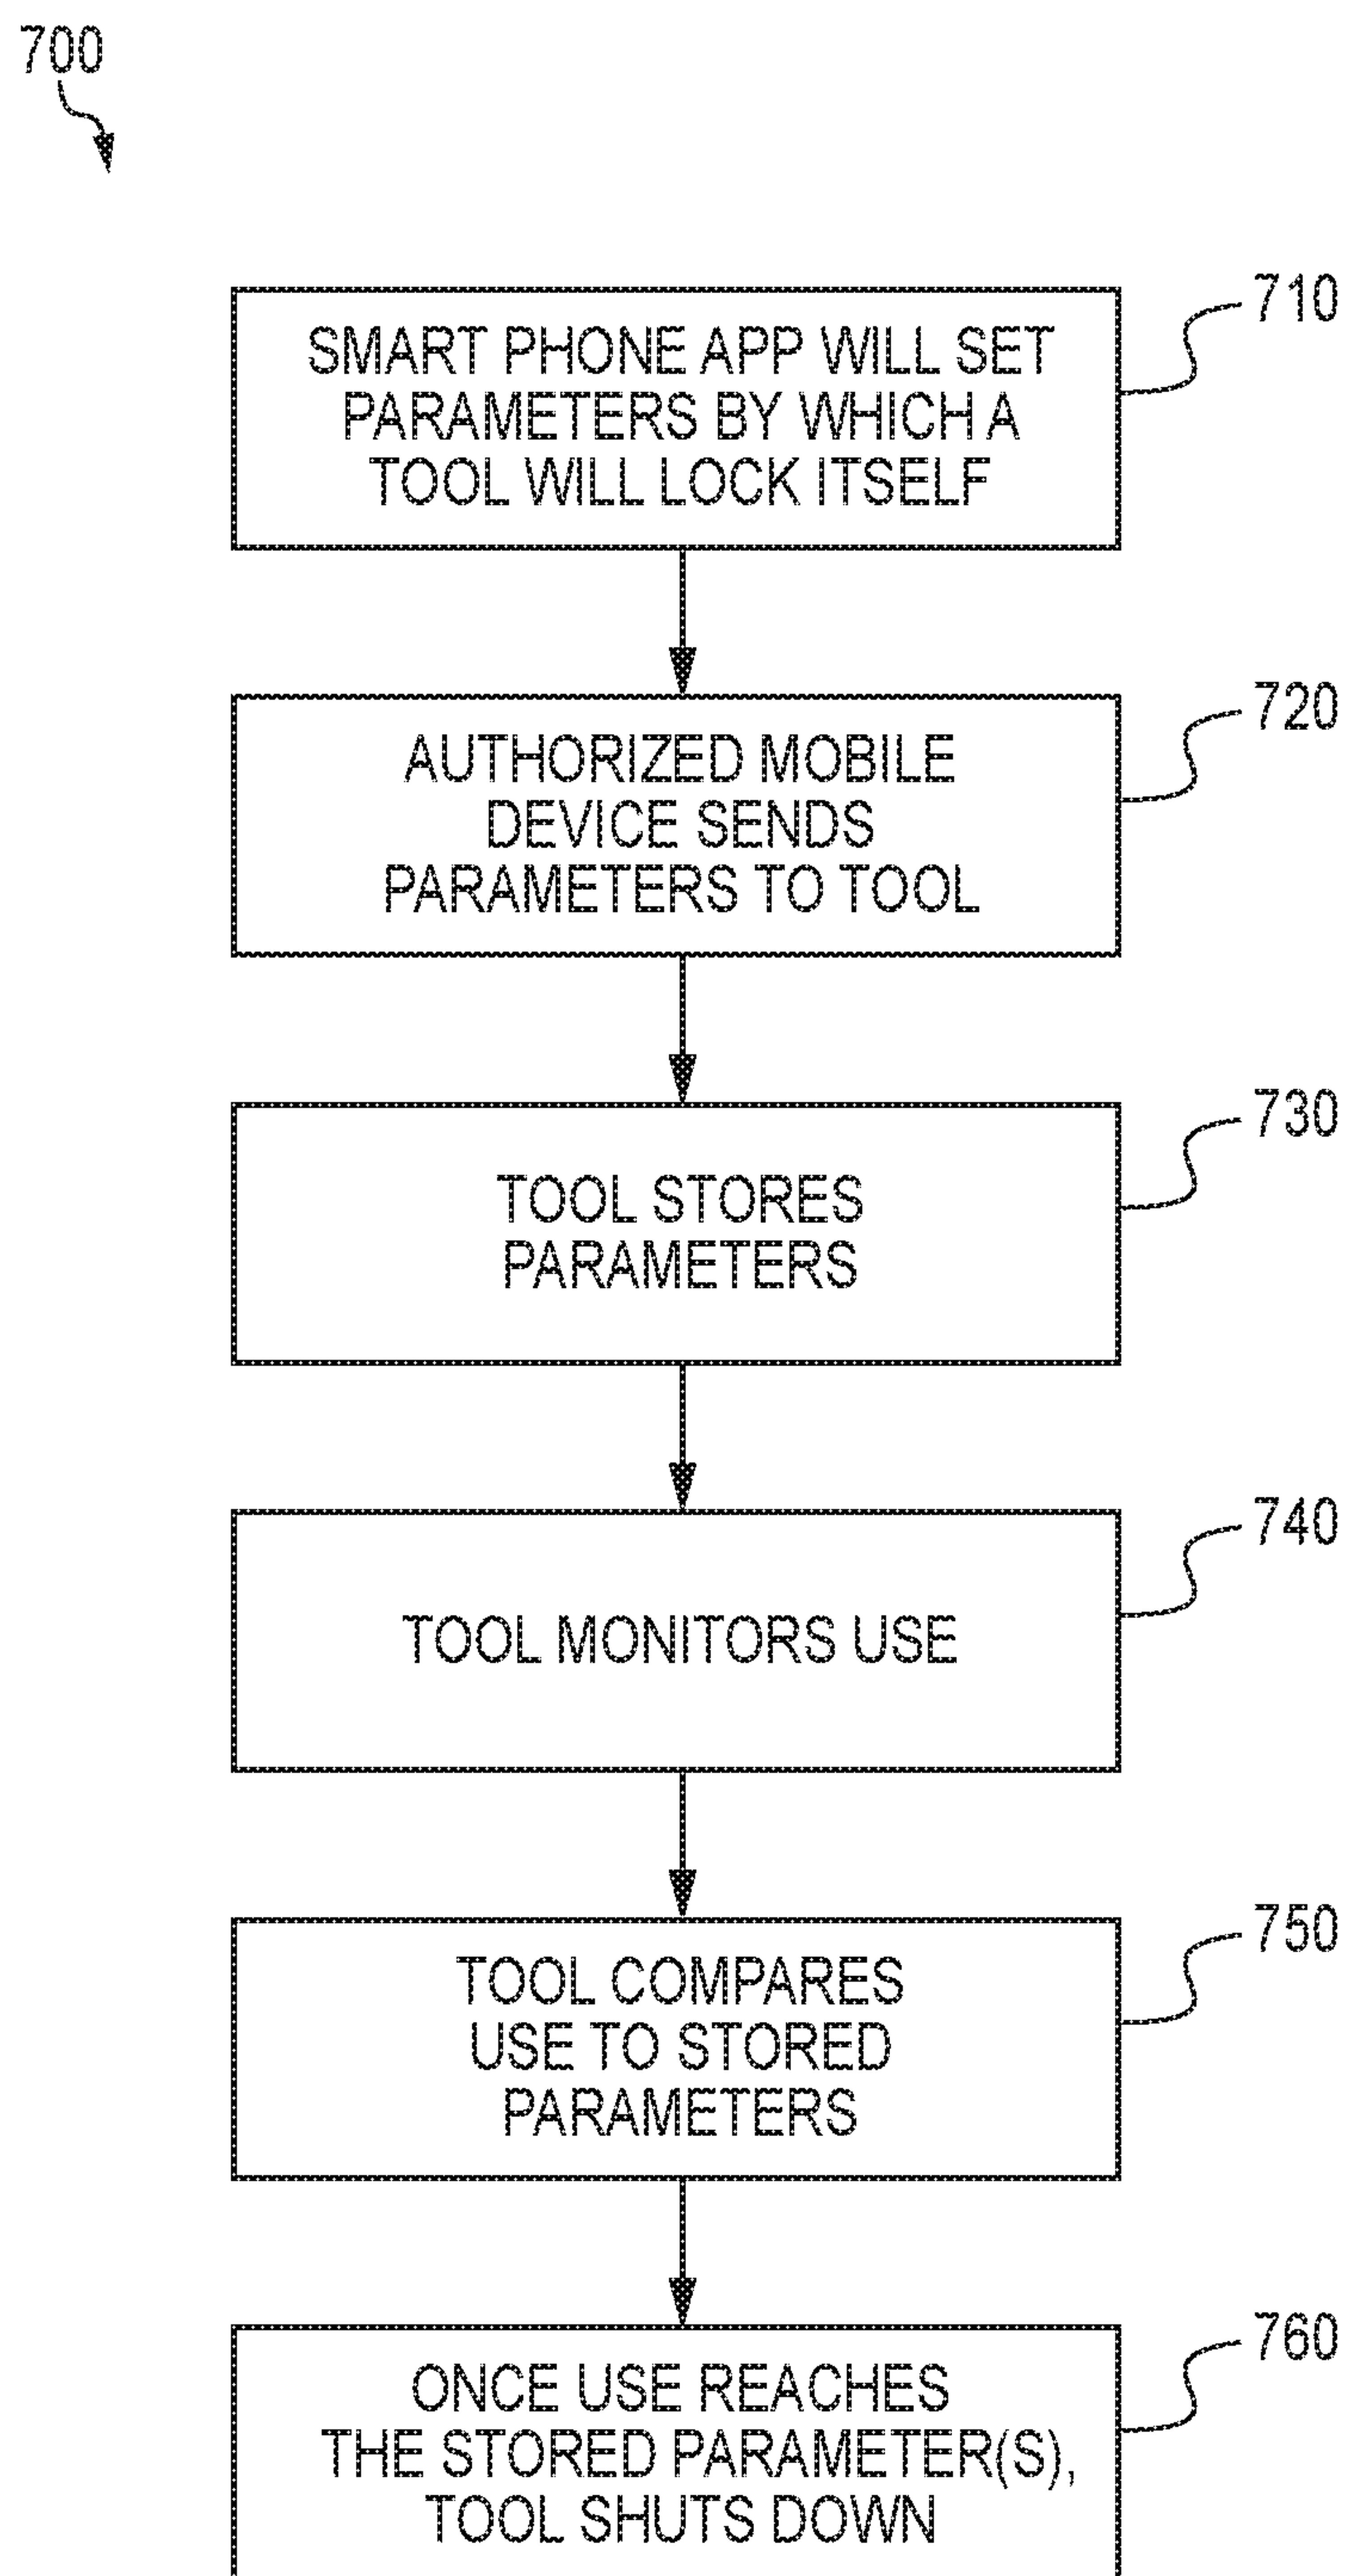 700
710
SMART PHONE APP WILL SET
PARAMETERS BY WHICH A
TOOL WILL LOCK ITSELF
720
AUTHORIZED MOBILE
DEVICE SENDS
PARAMETERS TO TOOL
730
TOOL STORES
PARAMETERS
740
TOOL MONITORS USE
750
TOOL COMPARES
USE TO STORED
PARAMETERS
760
ONCE USE REACHES
THE STORED PARAMETER(S),
TOOL SHUTS DOWN